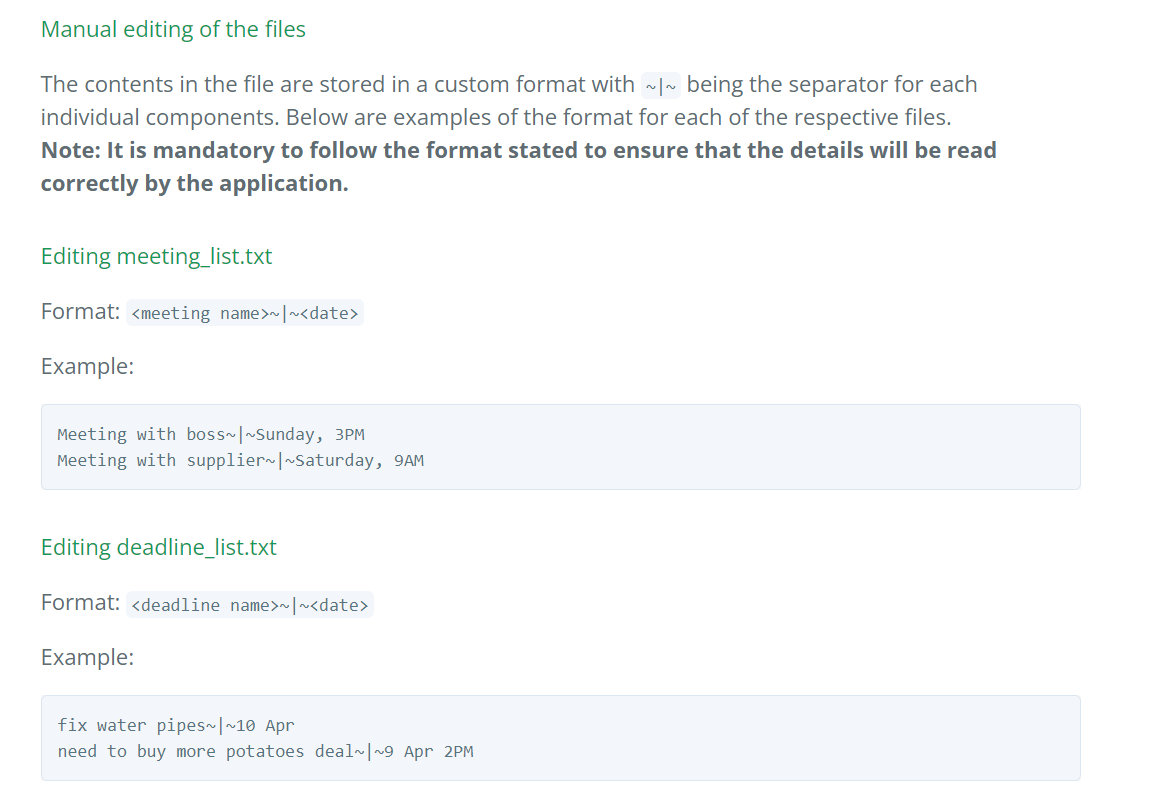 Manual editing of the files
The contents in the file are stored in a custom format with ~|~ being the separator for each
individual components. Below are examples of the format for each of the respective files.
Note: It is mandatory to follow the format stated to ensure that the details will be read
correctly by the application.
Editing meeting_list.txt
Format: <meeting name>~|~<date>
Example:
Meeting with boss~|~Sunday, 3PM
Meeting with supplier~|~Saturday, 9AM
Editing deadline_list.txt
Format: <deadline name>~|~<date>
Example:
fix water pipes~|~10 Apr
need to buy more potatoes deal~|~9 Apr 2PM